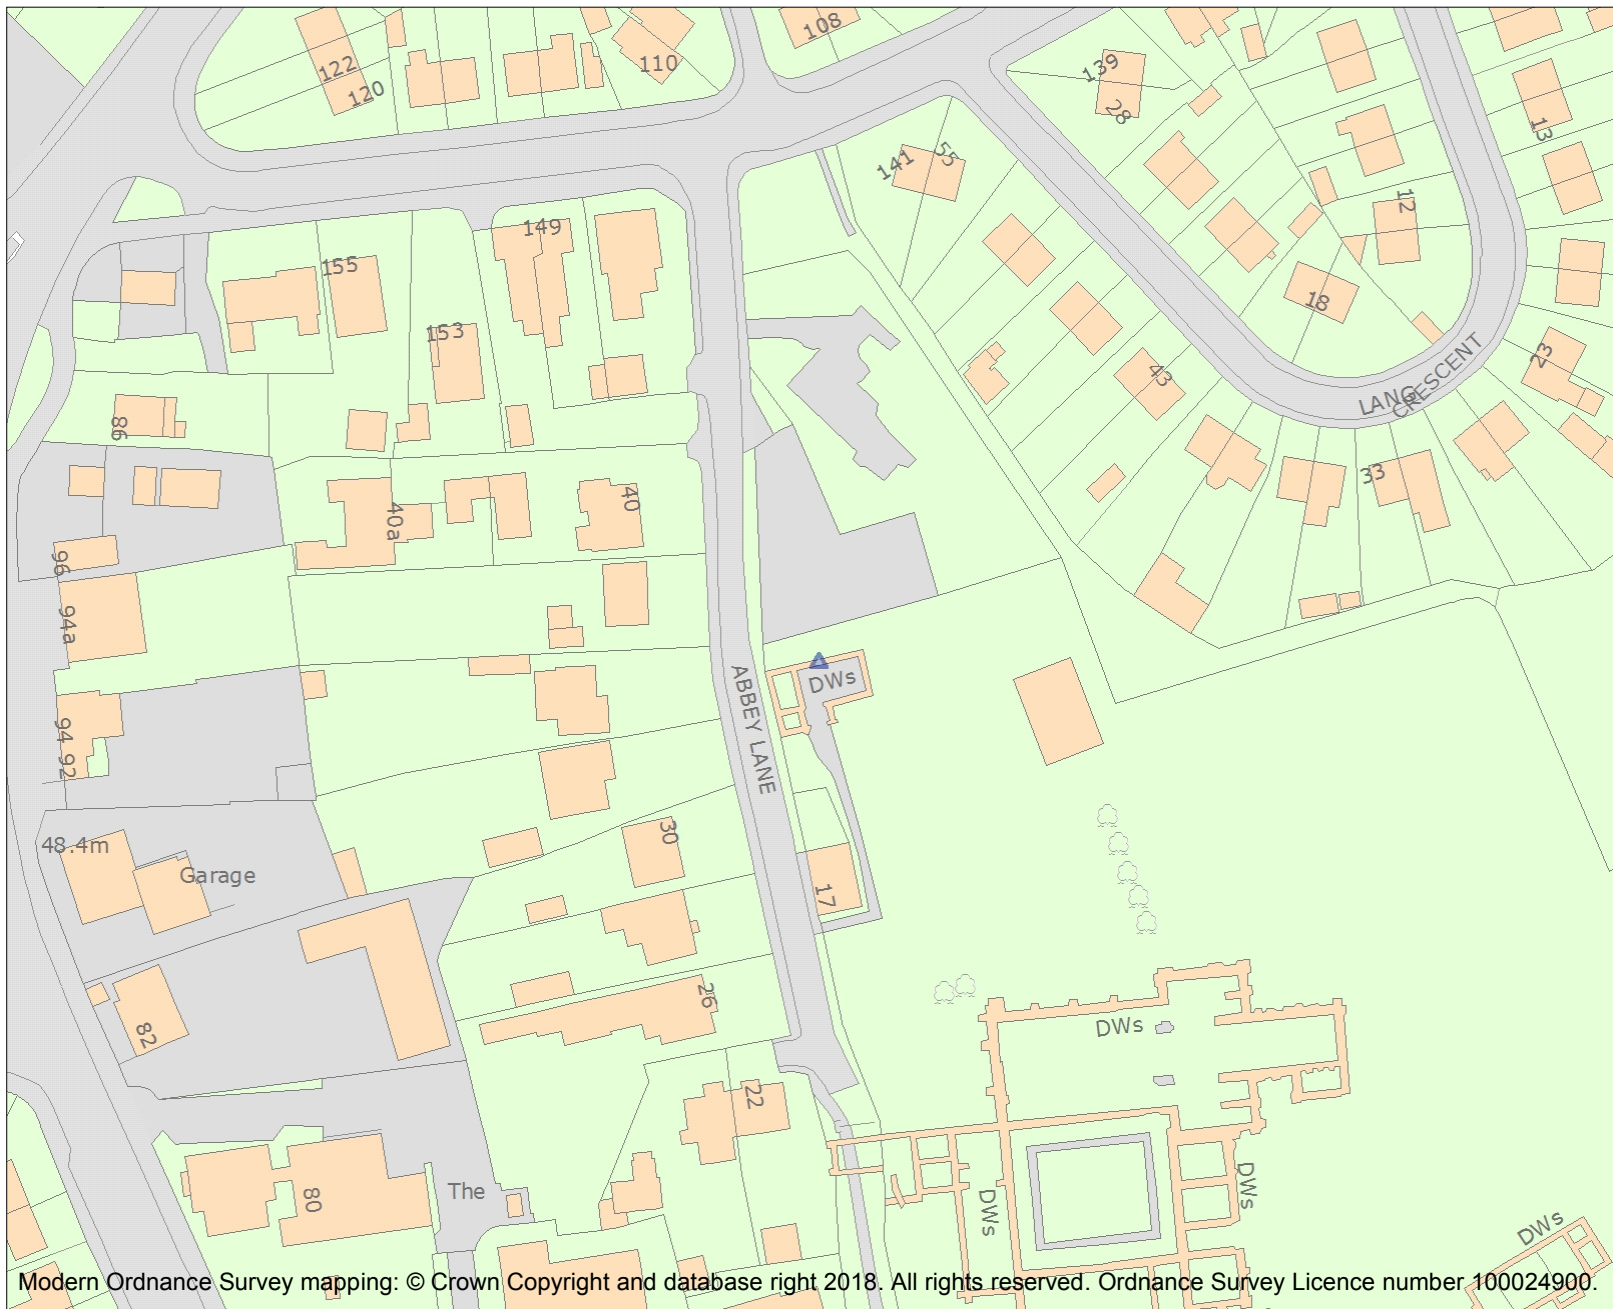 108
122
110
139
120
28
13
55
141
12
149
155
18
153
23
43
LANG
CRESCENT
86
33
40
40a
96
94a
DWs
ABBEY LANE
94
92
30
48.4m
Garage
17
26
DWs
82
22
DWs
The
80
DWs
DWs
Modern Ordnance Survey mapping: © Crown Copyright and database right 2018. All rights reserved. Ordnance Survey Licence number 100024900.